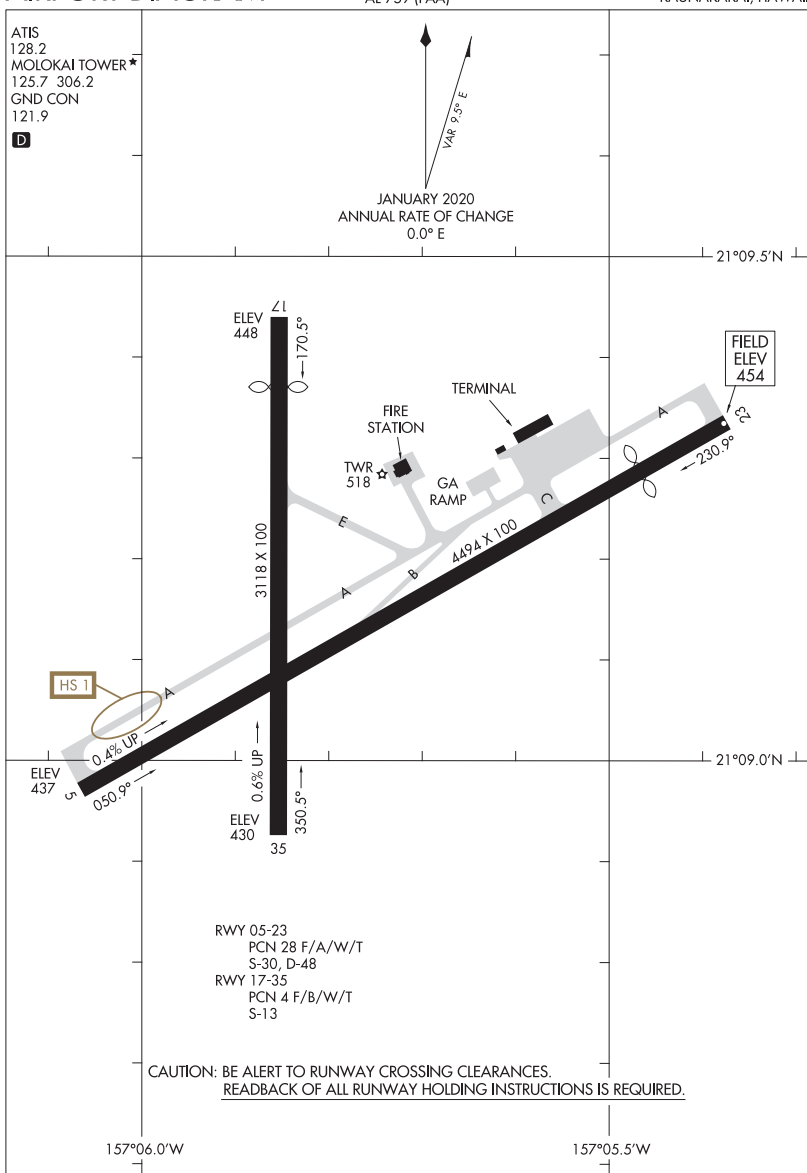 ATIS
128.2
MOLOKAI TOWER★
125.7 306.2
GND CON
121.9
D
VAR 9.5° E
JANUARY 2020
ANNUAL RATE OF CHANGE
0.0° E
21°09.5'N
17
ELEV
448
170.5°
FIELD
ELEV
454
TERMINAL
A
23
FIRE
STATION
230.9°
TWR
518
GA
RAMP
C
E
4494 X 100
3118 X 100
B
A
HS 1
A
0.4% UP
ELEV
437
21°09.0'N
5
050.9°
0.6% UP
350.5°
ELEV
430
35
RWY 05-23
PCN 28 F/A/W/T
S-30, D-48
RWY 17-35
PCN 4 F/B/W/T
S-13
CAUTION: BE ALERT TO RUNWAY CROSSING CLEARANCES.
READBACK OF ALL RUNWAY HOLDING INSTRUCTIONS IS REQUIRED.
157°06.0'W
157°05.5'W